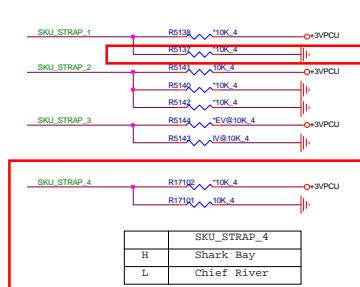 SKU_STRAP_1 R5138 *10K_4 +3VPCU
R5137 *10K_4
SKU_STRAP_2 R5141 10K_4 +3VPCU
R5140 *10K_4
R5142 *10K_4
SKU_STRAP_3 R5144 *EV@10K_4 +3VPCU
R5143 IV@10K_4
SKU_STRAP_4 R17102 *10K_4 +3VPCU
R17101 10K_4
SKU_STRAP_4
H Shark Bay
L Chief River